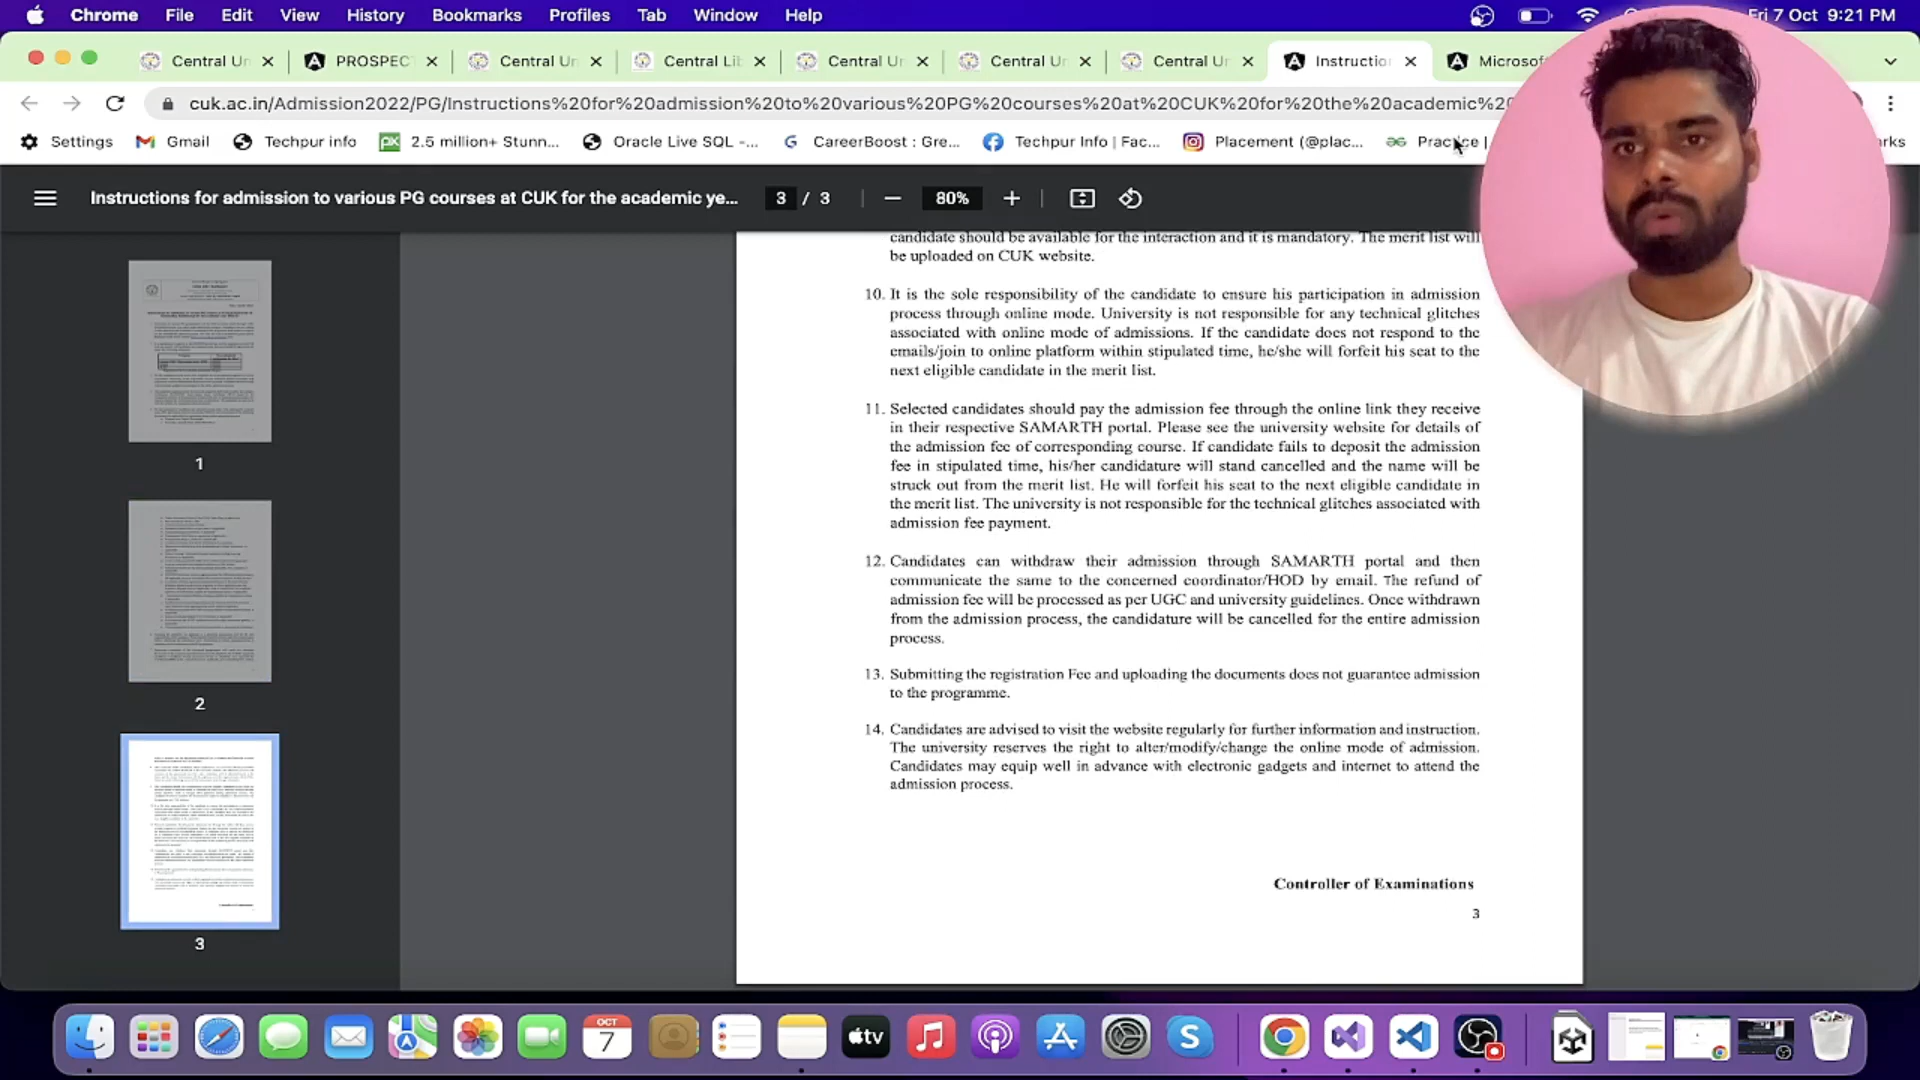 Chrome File Edit View History Bookmarks Profiles Tab Window Help Fri 7 Oct 9:21 PM
Central Un Central Un Central Lib Central Un Central Un Central Un Instructio Microsof
PROSPEC
cuk.ac.in/Admission2022/PG/Instructions%20for%20admission%20to%20various%20PG%20courses%20at%20CUK%20for%20the%20academic%20
Settings Gmail Techpur info 2.5 million+ Stunn... Oracle Live SQL -... CareerBoost : Gre... Techpur Info | Fac... Placement (@plac... Practice | rks
Instructions for admission to various PG courses at CUK for the academic ye... 3 / 3 80%
candidate should be available for the interaction and it is mandatory. The merit list will
be uploaded on CUK website.
10. It is the sole responsibility of the candidate to ensure his participation in admission
process through online mode. University is not responsible for any technical glitches
associated with online mode of admissions. If the candidate does not respond to the
emails/join to online platform within stipulated time, he/she will forfeit his seat to the
next eligible candidate in the merit list.
11. Selected candidates should pay the admission fee through the online link they receive
in their respective SAMARTH portal. Please see the university website for details of
the admission fee of corresponding course. If candidate fails to deposit the admission
fee in stipulated time, his/her candidature will stand cancelled and the name will be
struck out from the merit list. He will forfeit his seat to the next eligible candidate in
the merit list. The university is not responsible for the technical glitches associated with
admission fee payment.
12. Candidates can withdraw their admission through SAMARTH portal and then
communicate the same to the concerned coordinator/HOD by email. The refund of
admission fee will be processed as per UGC and university guidelines. Once withdrawn
from the admission process, the candidature will be cancelled for the entire admission
process.
13. Submitting the registration Fee and uploading the documents does not guarantee admission
to the programme.
14. Candidates are advised to visit the website regularly for further information and instruction.
The university reserves the right to alter/modify/change the online mode of admission.
Candidates may equip well in advance with electronic gadgets and internet to attend the
admission process.
Controller of Examinations
3
1
2
3
OCT
7
tv